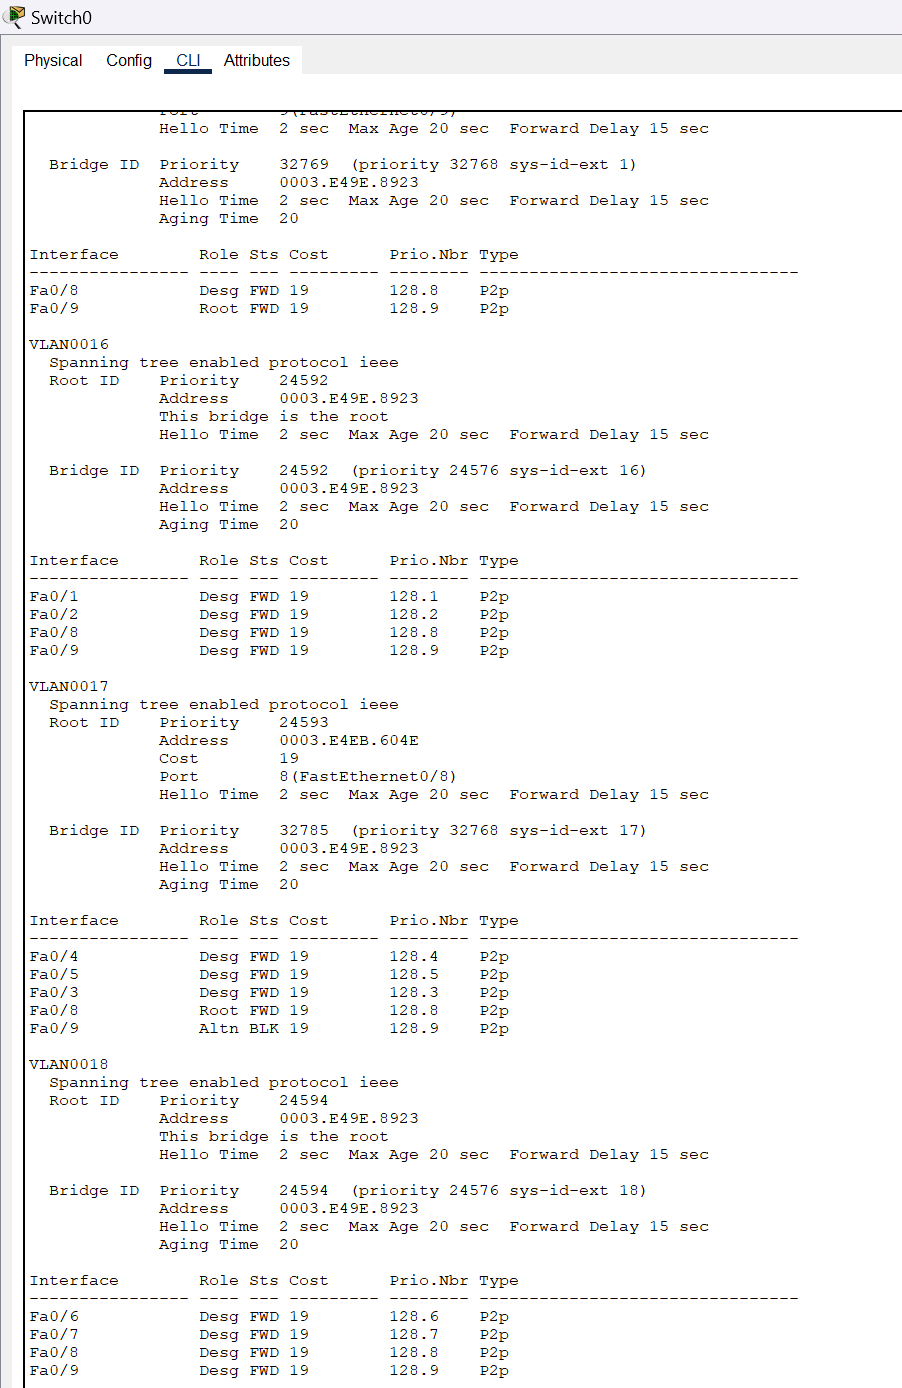 Switch0
Physical Config CLI Attributes
Port 9(FastEthernet0/9)
Hello Time 2 sec Max Age 20 sec Forward Delay 15 sec
Bridge ID Priority 32769 (priority 32768 sys-id-ext 1)
Address 0003.E49E.8923
Hello Time 2 sec Max Age 20 sec Forward Delay 15 sec
Aging Time 20
Interface Role Sts Cost Prio.Nbr Type
---------------- ---- --- --------- -------- --------------------------------
Fa0/8 Desg FWD 19 128.8 P2p
Fa0/9 Root FWD 19 128.9 P2p
VLAN0016
Spanning tree enabled protocol ieee
Root ID Priority 24592
Address 0003.E49E.8923
This bridge is the root
Hello Time 2 sec Max Age 20 sec Forward Delay 15 sec
Bridge ID Priority 24592 (priority 24576 sys-id-ext 16)
Address 0003.E49E.8923
Hello Time 2 sec Max Age 20 sec Forward Delay 15 sec
Aging Time 20
Interface Role Sts Cost Prio.Nbr Type
---------------- ---- --- --------- -------- --------------------------------
Fa0/1 Desg FWD 19 128.1 P2p
Fa0/2 Desg FWD 19 128.2 P2p
Fa0/8 Desg FWD 19 128.8 P2p
Fa0/9 Desg FWD 19 128.9 P2p
VLAN0017
Spanning tree enabled protocol ieee
Root ID Priority 24593
Address 0003.E4EB.604E
Cost 19
Port 8(FastEthernet0/8)
Hello Time 2 sec Max Age 20 sec Forward Delay 15 sec
Bridge ID Priority 32785 (priority 32768 sys-id-ext 17)
Address 0003.E49E.8923
Hello Time 2 sec Max Age 20 sec Forward Delay 15 sec
Aging Time 20
Interface Role Sts Cost Prio.Nbr Type
---------------- ---- --- --------- -------- --------------------------------
Fa0/4 Desg FWD 19 128.4 P2p
Fa0/5 Desg FWD 19 128.5 P2p
Fa0/3 Desg FWD 19 128.3 P2p
Fa0/8 Root FWD 19 128.8 P2p
Fa0/9 Altn BLK 19 128.9 P2p
VLAN0018
Spanning tree enabled protocol ieee
Root ID Priority 24594
Address 0003.E49E.8923
This bridge is the root
Hello Time 2 sec Max Age 20 sec Forward Delay 15 sec
Bridge ID Priority 24594 (priority 24576 sys-id-ext 18)
Address 0003.E49E.8923
Hello Time 2 sec Max Age 20 sec Forward Delay 15 sec
Aging Time 20
Interface Role Sts Cost Prio.Nbr Type
---------------- ---- --- --------- -------- --------------------------------
Fa0/6 Desg FWD 19 128.6 P2p
Fa0/7 Desg FWD 19 128.7 P2p
Fa0/8 Desg FWD 19 128.8 P2p
Fa0/9 Desg FWD 19 128.9 P2p